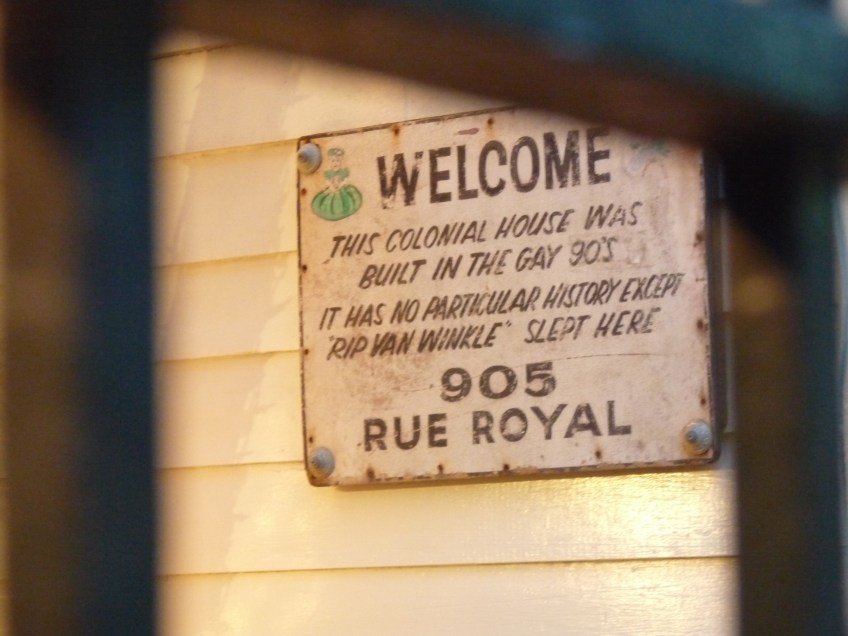 WELCOME
THIS COLONIAL HOUSE WAS
BUILT IN THE GAY 90'S
IT HAS NO PARTICULAR HISTORY EXCEPT
"RIP VAN WINKLE" SLEPT HERE
905
RUE ROYAL